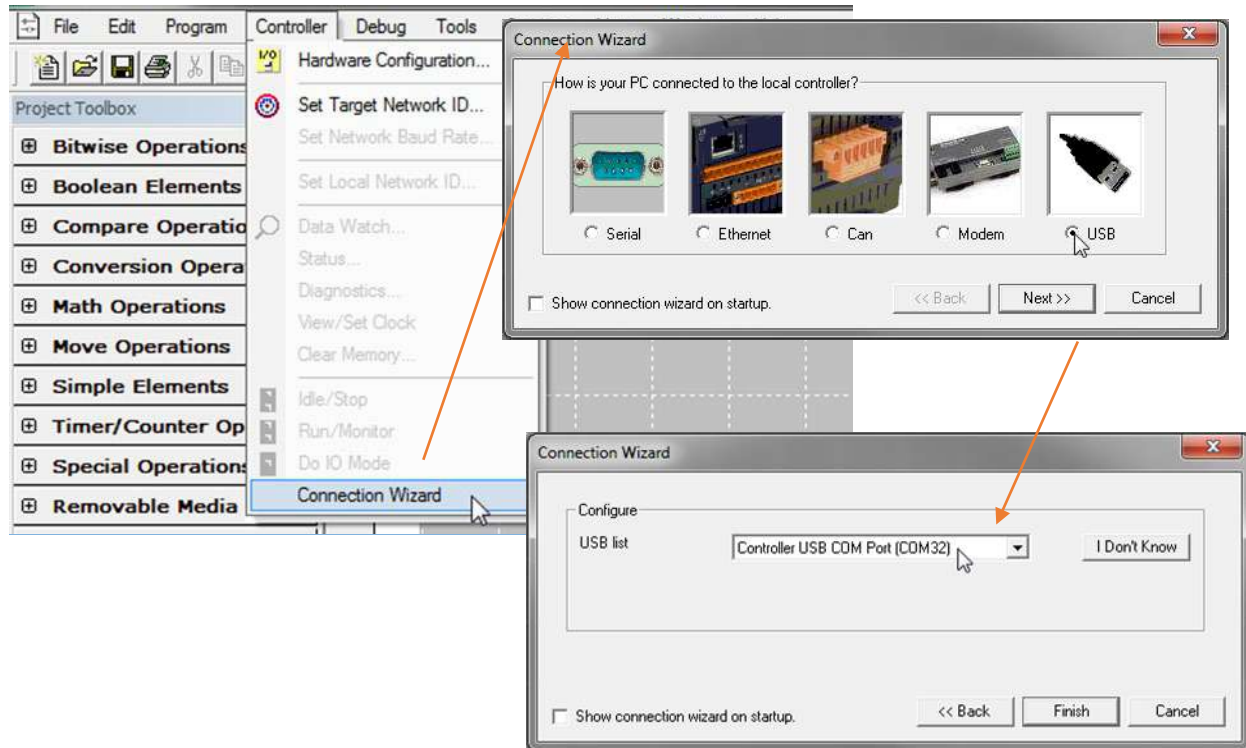 File Edit Program Controller Debug Tools
Project Toolbox
Bitwise Operations
Boolean Elements
Compare Operatio
Conversion Opera
Math Operations
Move Operations
Simple Elements
Timer/Counter Op
Special Operations
Removable Media
I/O
Hardware Configuration...
Set Target Network ID...
Set Network Baud Rate...
Set Local Network ID...
Data Watch...
Status...
Diagnostics...
View/Set Clock
Clear Memory...
Idle/Stop
Run/Monitor
Do IO Mode
Connection Wizard
Connection Wizard
How is your PC connected to the local controller?
Serial Ethernet Can Modem USB
Show connection wizard on startup.
<< Back Next >> Cancel
Connection Wizard
Configure
USB list Controller USB COM Port (COM32) I Don't Know
Show connection wizard on startup.
<< Back Finish Cancel